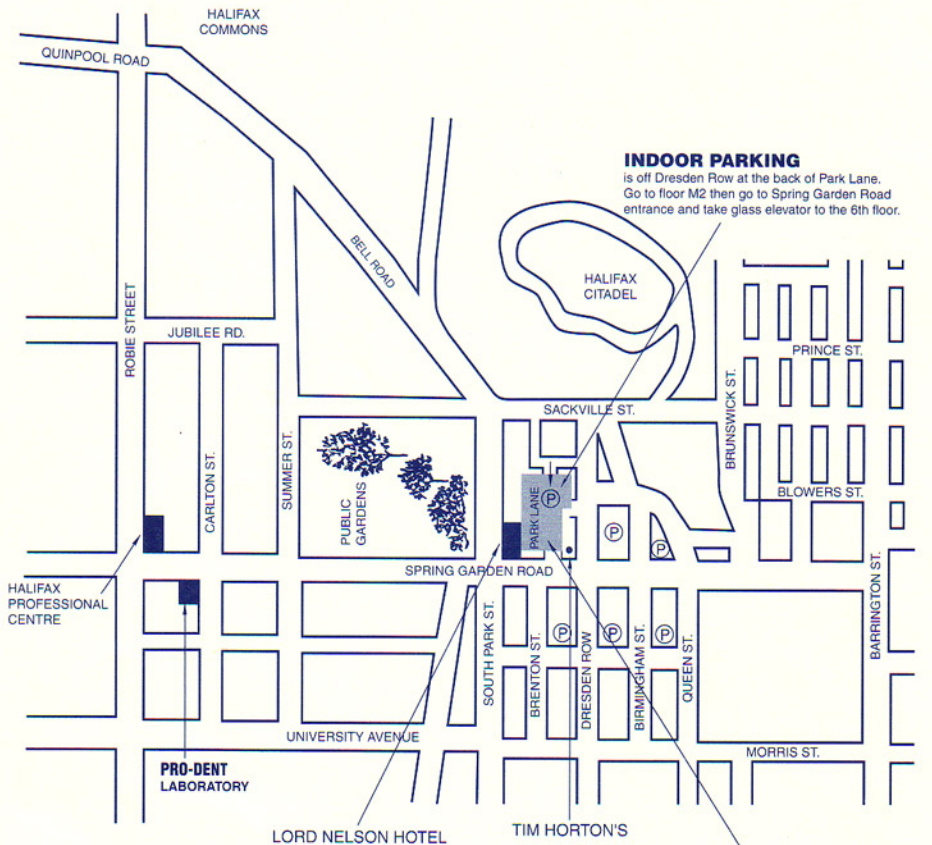 HALIFAX
COMMONS
QUINPOOL ROAD
INDOOR PARKING
is off Dresden Row at the back of Park Lane.
Go to floor M2 then go to Spring Garden Road
entrance and take glass elevator to the 6th floor.
BELL ROAD
HALIFAX
CITADEL
ROBIE STREET
JUBILEE RD.
PRINCE ST.
SACKVILLE ST.
BRUNSWICK ST.
CARLTON ST.
SUMMER ST.
PUBLIC
GARDENS
PARK LANE
P
BLOWERS ST.
P
P
SPRING GARDEN ROAD
HALIFAX
PROFESSIONAL
CENTRE
SOUTH PARK ST.
BRENTON ST.
P
DRESDEN ROW
P
BIRMINGHAM ST.
P
QUEEN ST.
BARRINGTON ST.
UNIVERSITY AVENUE
MORRIS ST.
PRO-DENT
LABORATORY
LORD NELSON HOTEL
TIM HORTON'S